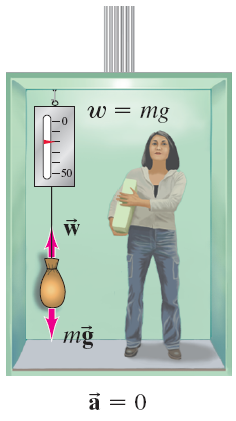 w = mg
0
50
w⃗
mg⃗
a⃗ = 0